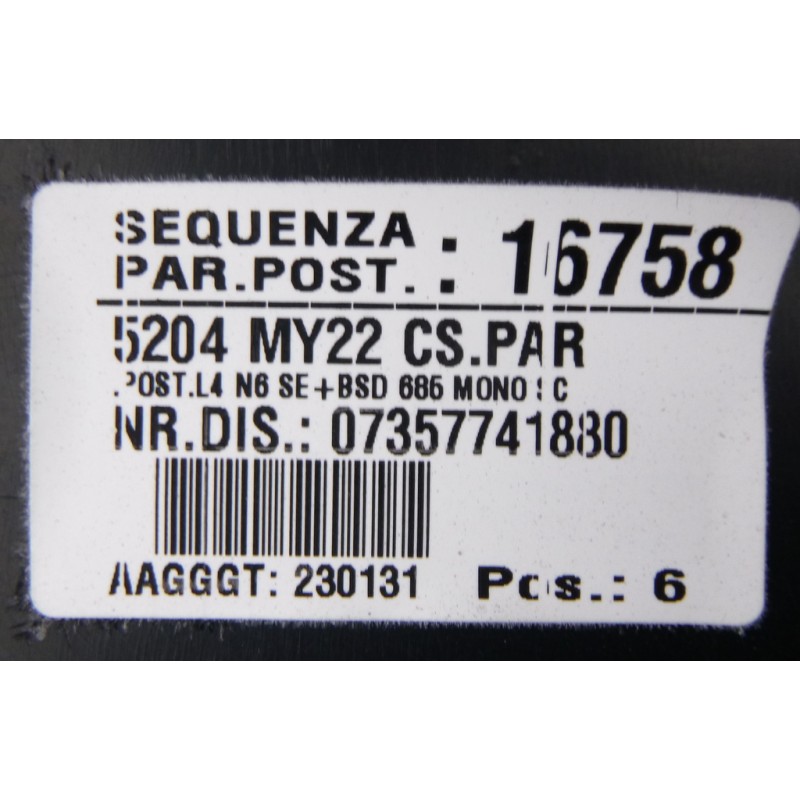 SEQUENZA
PAR.POST. : 16758
5204 MY22 CS.PAR
.POST.L4 N6 SE+BSD 686 MONO SC
NR.DIS.: 07357741880
AAGGGT: 230131 Pos.: 6